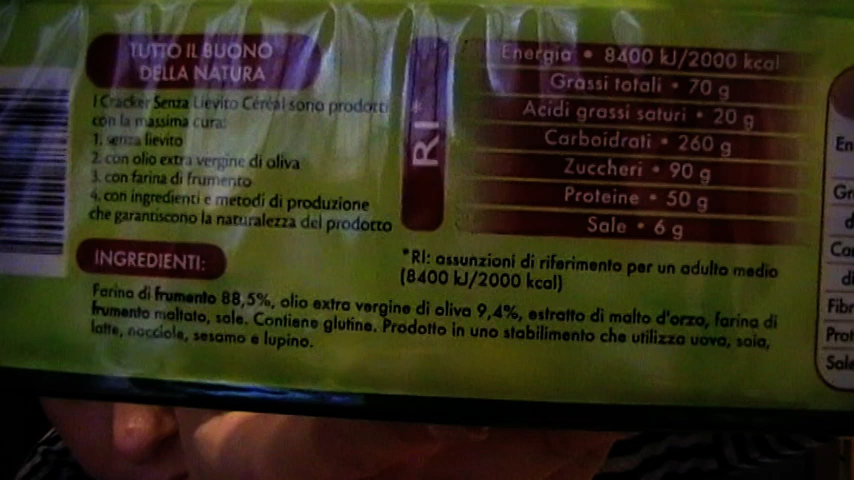 TUTTO IL BUONO
DELLA NATURA
I Cracker Senza Lievito Céréal sono prodotti
con la massima cura:
1. senza lievito
2. con olio extra vergine di oliva
3. con farina di frumento
4. con ingredienti e metodi di produzione
che garantiscono la naturalezza del prodotto
RI*
Energia • 8400 kJ/2000 kcal
Grassi totali • 70 g
Acidi grassi saturi • 20 g
Carboidrati • 260 g
Zuccheri • 90 g
Proteine • 50 g
Sale • 6 g
*RI: assunzioni di riferimento per un adulto medio
(8400 kJ/2000 kcal)
INGREDIENTI:
Farina di frumento 88,5%, olio extra vergine di oliva 9,4%, estratto di malto d'orzo, farina di
frumento maltato, sale. Contiene glutine. Prodotto in uno stabilimento che utilizza uova, soia,
latte, nocciole, sesamo e lupino.
En
Gr
d
Ca
di
Fibr
Prot
Sale